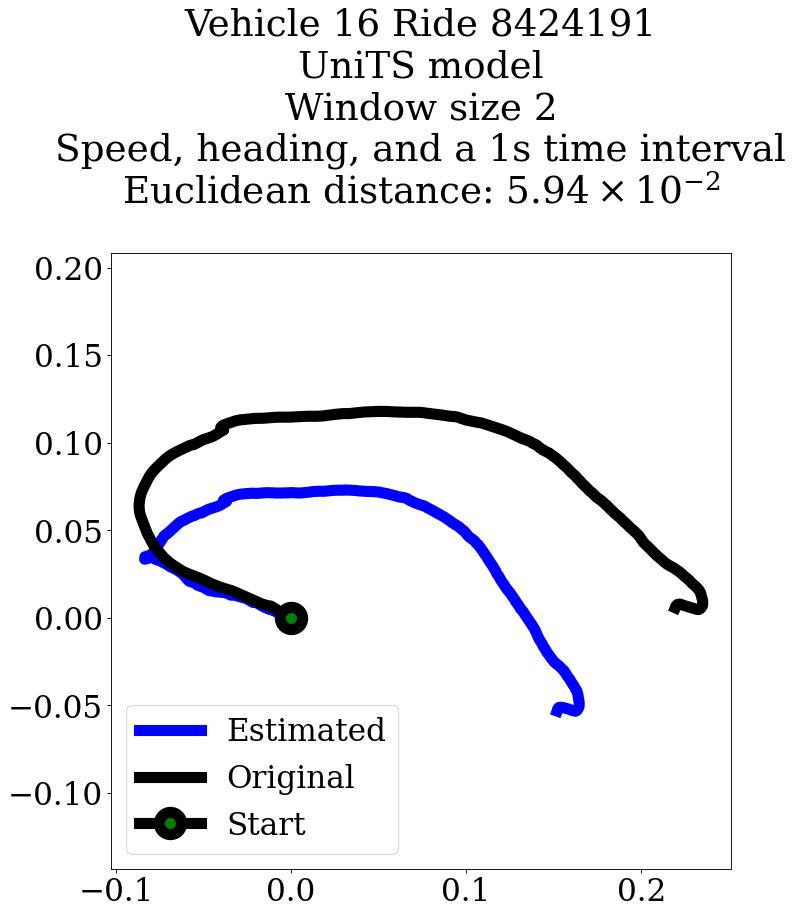 Vehicle 16 Ride 8424191
UniTS model
Window size 2
Speed, heading, and a 1s time interval
Euclidean distance: 5.94 × 10⁻²
0.20
0.15
0.10
0.05
0.00
−0.05
−0.10
Estimated
Original
Start
−0.1
0.0
0.1
0.2